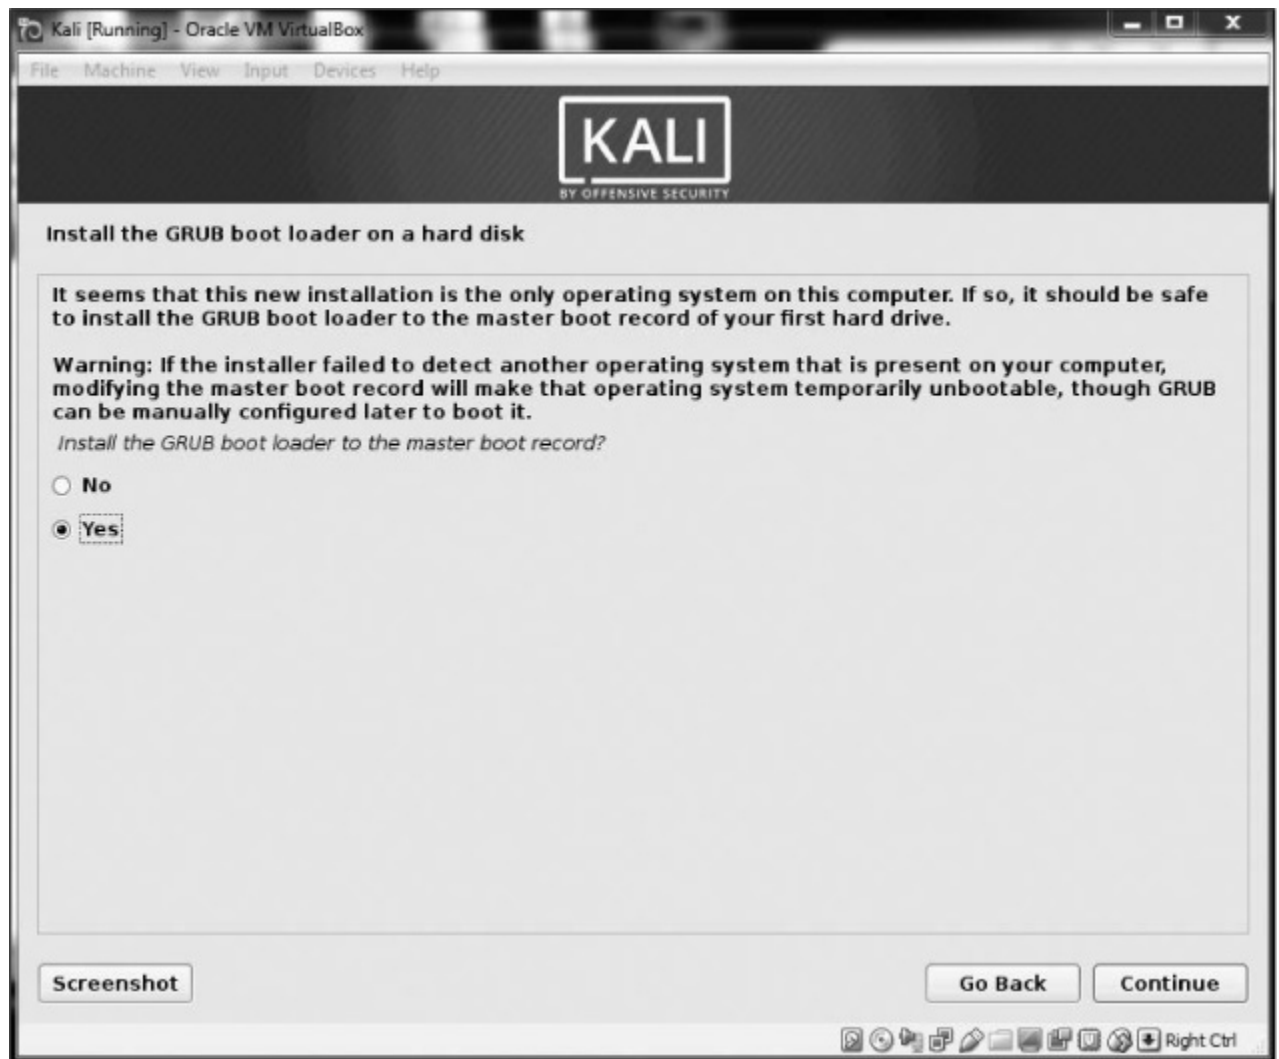 Kali [Running] - Oracle VM VirtualBox
File Machine View Input Devices Help
KALI
BY OFFENSIVE SECURITY
Install the GRUB boot loader on a hard disk
It seems that this new installation is the only operating system on this computer. If so, it should be safe
to install the GRUB boot loader to the master boot record of your first hard drive.
Warning: If the installer failed to detect another operating system that is present on your computer,
modifying the master boot record will make that operating system temporarily unbootable, though GRUB
can be manually configured later to boot it.
Install the GRUB boot loader to the master boot record?
No
Yes
Screenshot
Go Back
Continue
Right Ctrl